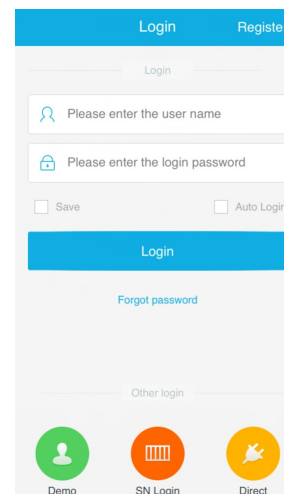 Login Registe
Login
Please enter the user name
Please enter the login password
Save Auto Login
Login
Forgot password
Other login
Demo SN Login Direct